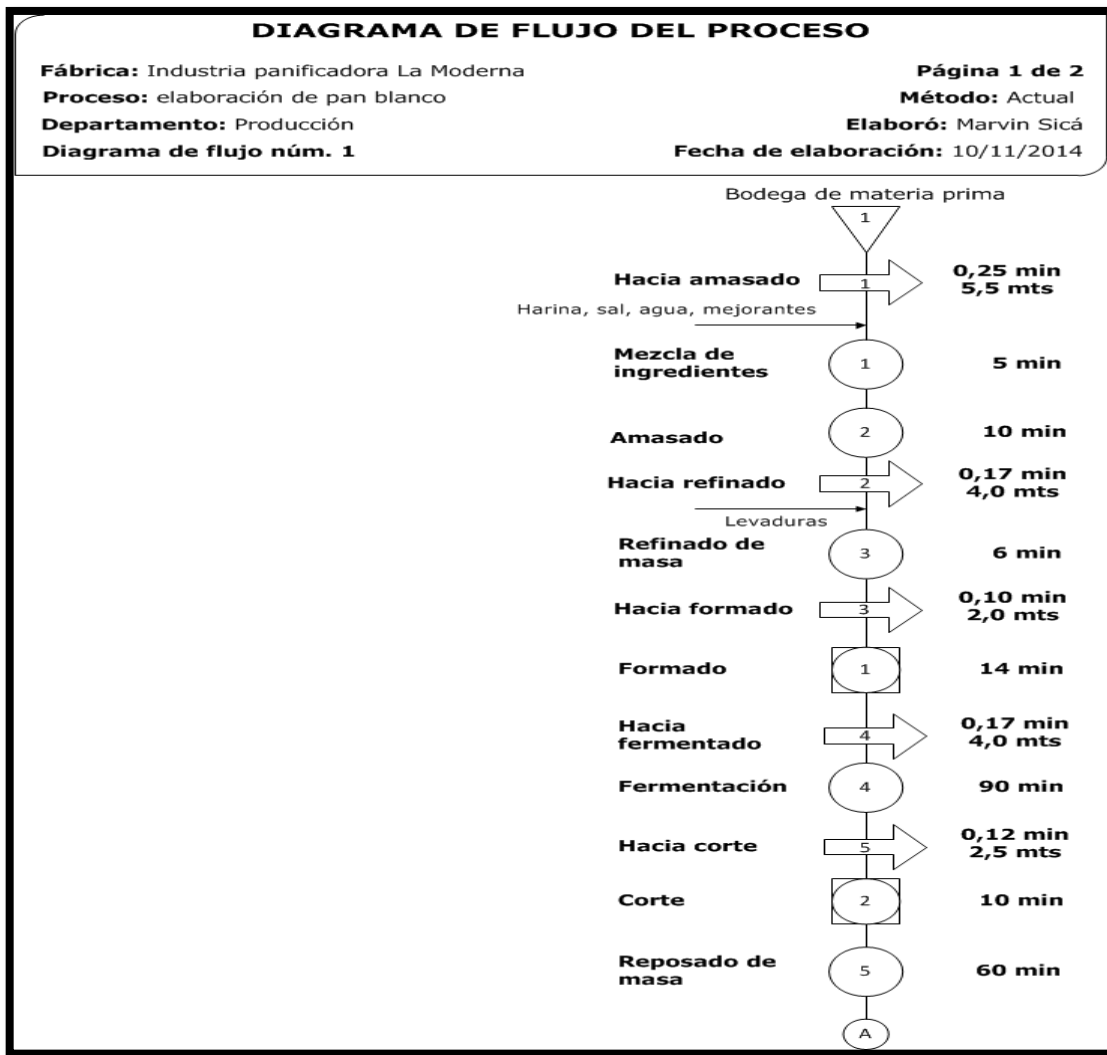 DIAGRAMA DE FLUJO DEL PROCESO
Fábrica: Industria panificadora La Moderna
Página 1 de 2
Proceso: elaboración de pan blanco
Método: Actual
Departamento: Producción
Elaboró: Marvin Sicá
Diagrama de flujo núm. 1
Fecha de elaboración: 10/11/2014
Bodega de materia prima
1
Hacia amasado
1
0,25 min
5,5 mts
Harina, sal, agua, mejorantes
Mezcla de
ingredientes
1
5 min
Amasado
2
10 min
Hacia refinado
2
0,17 min
4,0 mts
Levaduras
Refinado de
masa
3
6 min
Hacia formado
3
0,10 min
2,0 mts
Formado
1
14 min
Hacia
fermentado
4
0,17 min
4,0 mts
Fermentación
4
90 min
Hacia corte
5
0,12 min
2,5 mts
Corte
2
10 min
Reposado de
masa
5
60 min
A